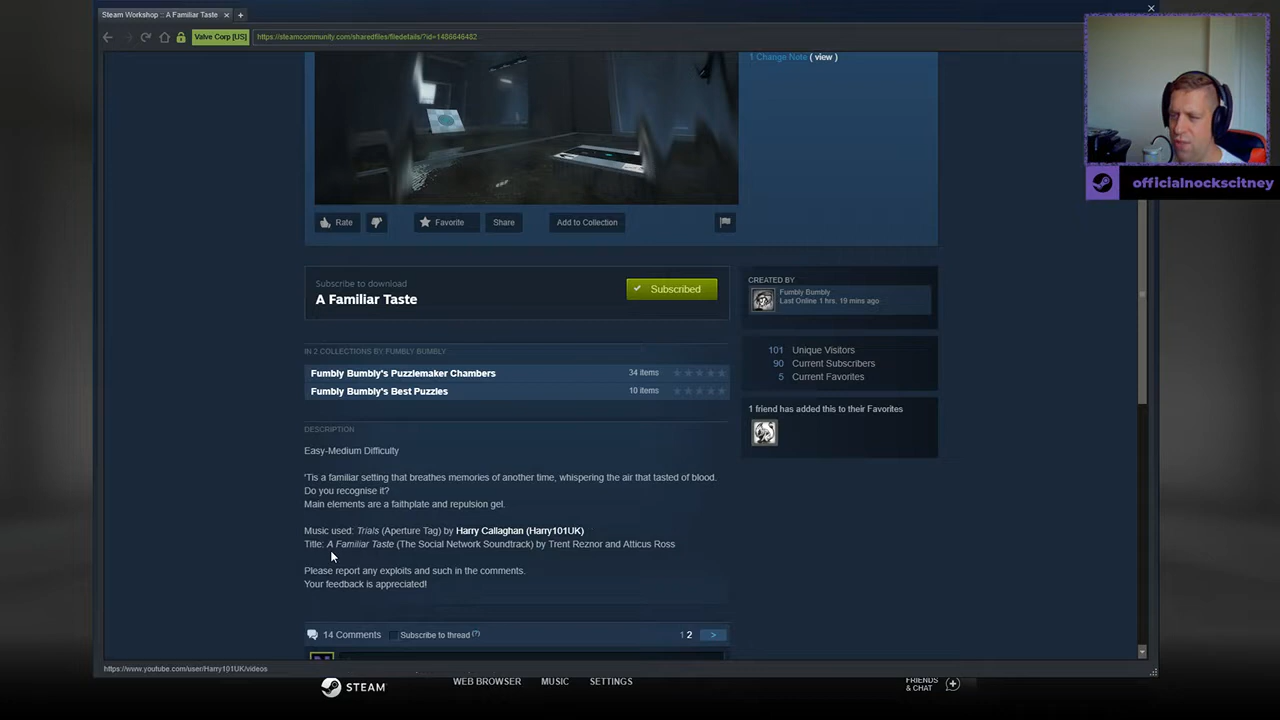 Steam Workshop :: A Familiar Taste
Valve Corp [US]
https://steamcommunity.com/sharedfiles/filedetails/?id=1486646482
1 Change Note ( view )
officialnockscitney
Rate
Favorite
Share
Add to Collection
Subscribe to download
A Familiar Taste
Subscribed
CREATED BY
Fumbly Bumbly
Last Online 1 hrs. 19 mins ago
IN 2 COLLECTIONS BY FUMBLY BUMBLY
Fumbly Bumbly's Puzzlemaker Chambers 34 items
Fumbly Bumbly's Best Puzzles 10 items
101 Unique Visitors
90 Current Subscribers
5 Current Favorites
1 friend has added this to their Favorites
DESCRIPTION
Easy-Medium Difficulty
'Tis a familiar setting that breathes memories of another time, whispering the air that tasted of blood.
Do you recognise it?
Main elements are a faithplate and repulsion gel.
Music used: Trials (Aperture Tag) by Harry Callaghan (Harry101UK)
Title: A Familiar Taste (The Social Network Soundtrack) by Trent Reznor and Atticus Ross
Please report any exploits and such in the comments.
Your feedback is appreciated!
14 Comments Subscribe to thread (?) 1 2 >
https://www.youtube.com/user/Harry101UK/videos
STEAM
WEB BROWSER MUSIC SETTINGS
FRIENDS
& CHAT